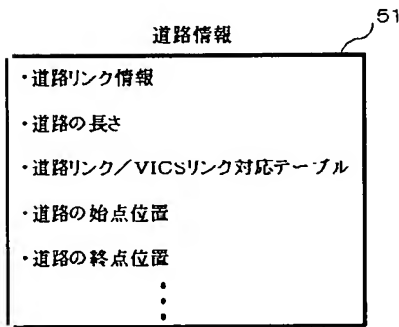 51
道路情報
・道路リンク情報
・道路の長さ
・道路リンク／VICSリンク対応テーブル
・道路の始点位置
・道路の終点位置